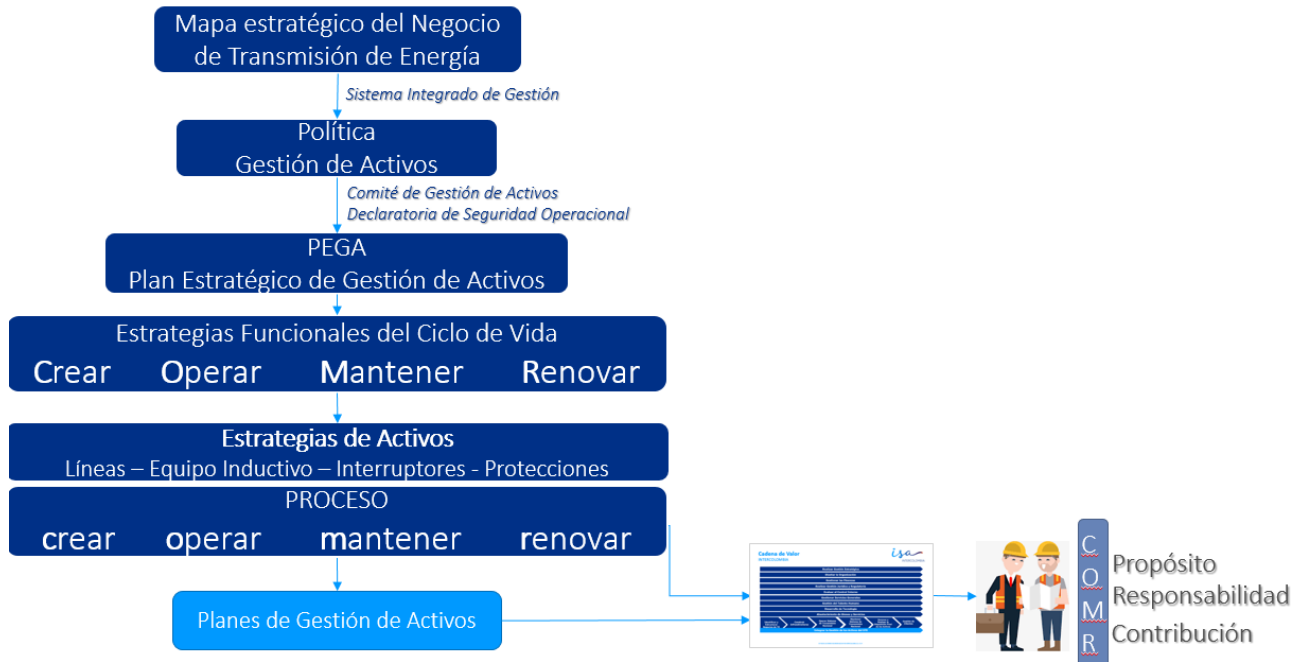 Mapa estratégico del Negocio
de Transmisión de Energía
Sistema Integrado de Gestión
Política
Gestión de Activos
Comité de Gestión de Activos
Declaratoria de Seguridad Operacional
PEGA
Plan Estratégico de Gestión de Activos
Estrategias Funcionales del Ciclo de Vida
Crear Operar Mantener Renovar
Estrategias de Activos
Líneas – Equipo Inductivo – Interruptores - Protecciones
PROCESO
crear operar mantener renovar
Planes de Gestión de Activos
Cadena de Valor
INTERCOLOMBIA
isa
INTERCOLOMBIA
C
O
M
R
Propósito
Responsabilidad
Contribución